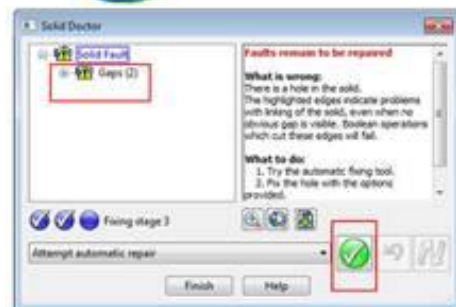 Solid Doctor
Solid Fault
Gaps (2)
Faults remain to be repaired
What is wrong:
There is a hole in the solid.
The highlighted edges indicate problems
with linking of the solid, even when no
obvious gap is visible. Boolean operations
which cut these edges will fail.
What to do:
1. Try the automatic fixing tool.
2. Fix the hole with the options
provided.
Fixing stage 3
Attempt automatic repair
Finish
Help